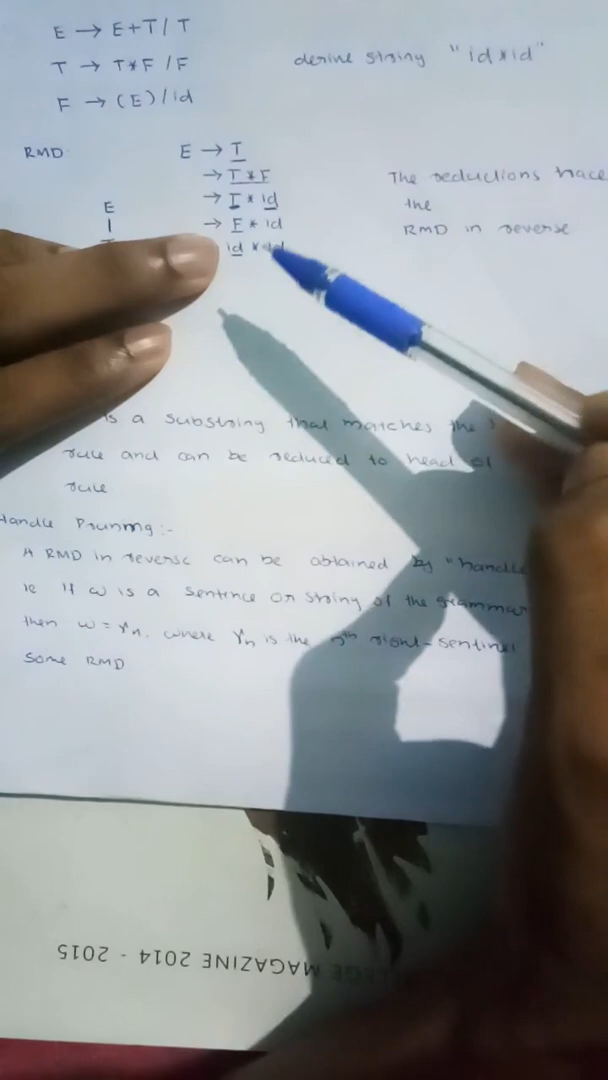 E → E+T / T
T → T*F / F
derive string "id*id"
F → (E)/id
RMD
E → T
→ T*F
→ T * id
→ F * id
id * id
E
The reductions trace
the
RMD in reverse
is a substring that matches the
rule and can be reduced to head of
rule
Handle Pruning:-
A RMD in reverse can be obtained by "handle
ie if w is a sentence or string of the grammar
then w = γn. where γn is the nth right-sentinel
some RMD
MAGAZINE 2014 - 2015